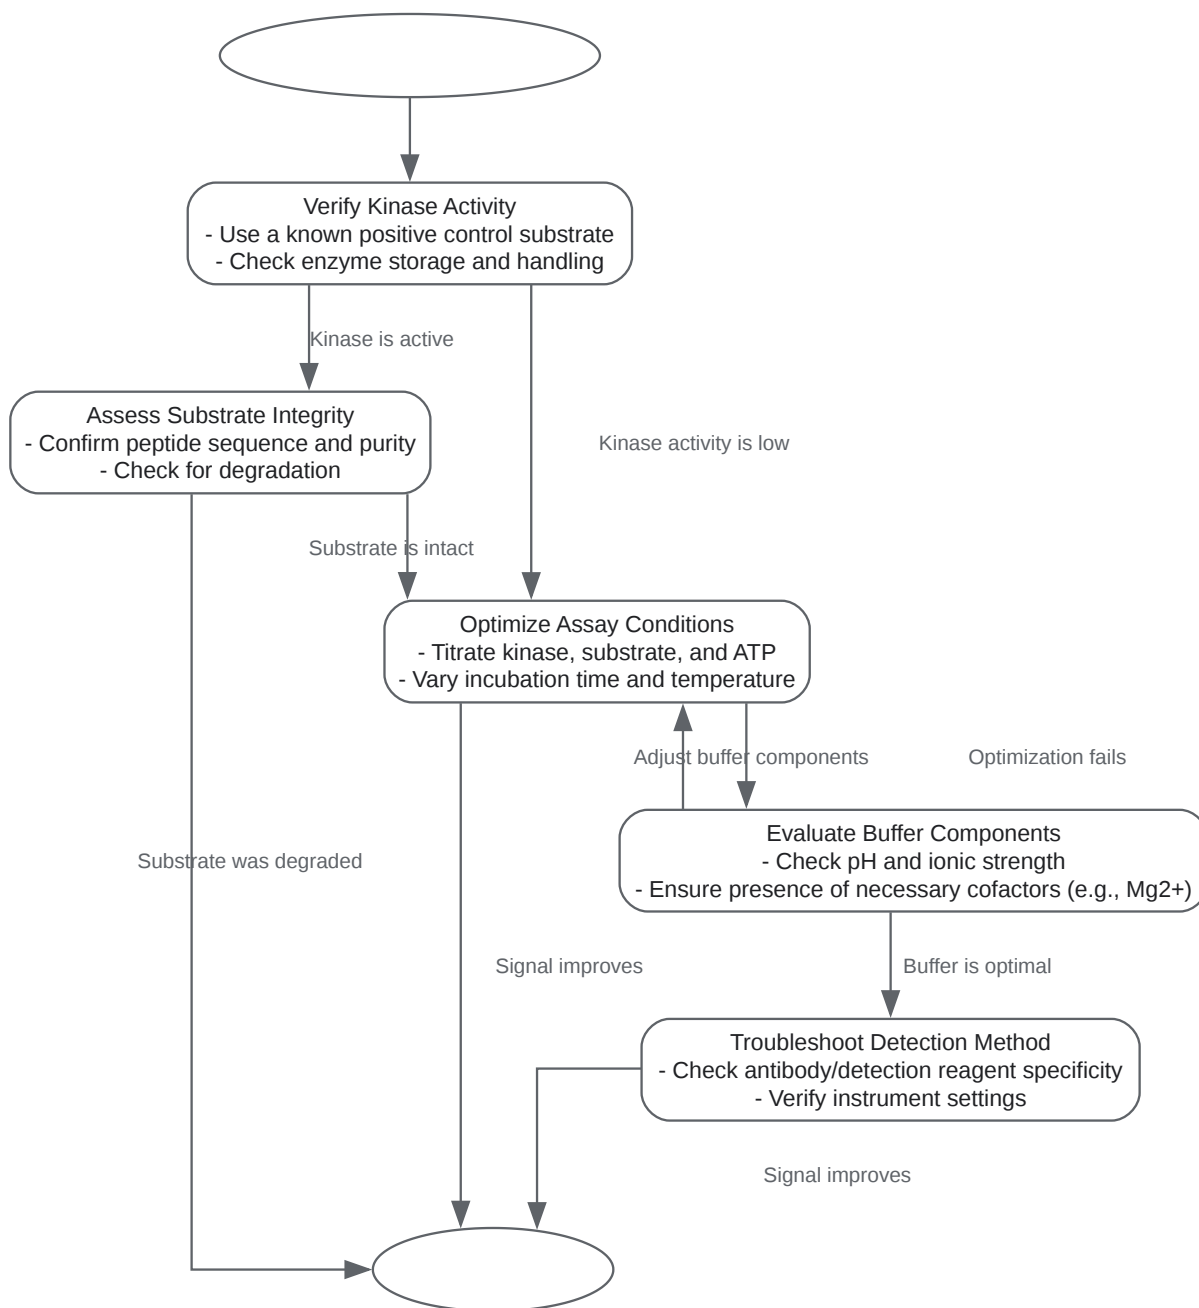 Verify Kinase Activity
- Use a known positive control substrate
- Check enzyme storage and handling
Kinase is active
Assess Substrate Integrity
- Confirm peptide sequence and purity
- Check for degradation
Kinase activity is low
Substrate is intact
Optimize Assay Conditions
- Titrate kinase, substrate, and ATP
- Vary incubation time and temperature
Adjust buffer components
Optimization fails
Evaluate Buffer Components
- Check pH and ionic strength
- Ensure presence of necessary cofactors (e.g., Mg2+)
Substrate was degraded
Signal improves
Buffer is optimal
Troubleshoot Detection Method
- Check antibody/detection reagent specificity
- Verify instrument settings
Signal improves